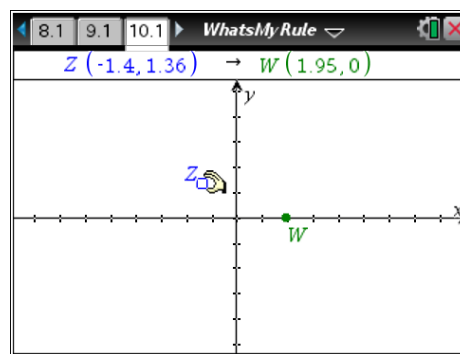 8.1 9.1 10.1 WhatsMyRule
Z (-1.4,1.36) → W (1.95,0)
y
Z
x
W